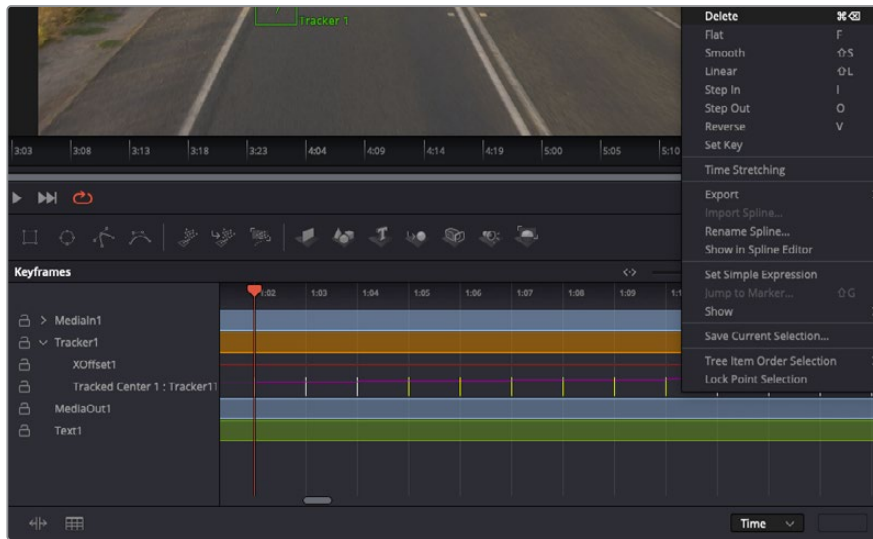 Tracker 1
Delete ⌘⌫
Flat F
Smooth ⇧S
Linear ⇧L
Step In I
Step Out O
Reverse V
Set Key
Time Stretching
Export
Import Spline...
Rename Spline...
Show in Spline Editor
Set Simple Expression
Jump to Marker... ⇧G
Show
Save Current Selection...
Tree Item Order Selection
Lock Point Selection
3:03 3:08 3:13 3:18 3:23 4:04 4:09 4:14 4:19 5:00 5:05 5:10
Keyframes
1:02 1:03 1:04 1:05 1:06 1:07 1:08 1:09
MediaIn1
Tracker1
XOffset1
Tracked Center 1 : Tracker1
MediaOut1
Text1
Time